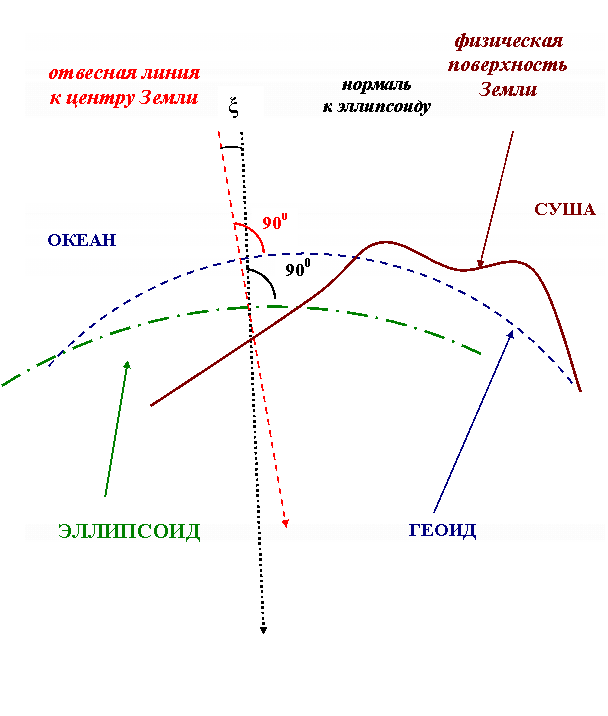 физическая
поверхность
Земли
отвесная линия
к центру Земли
ξ
нормаль
к эллипсоиду
СУША
90⁰
ОКЕАН
90⁰
ЭЛЛИПСОИД
ГЕОИД